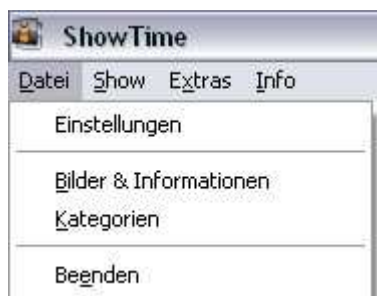 ShowTime
Datei Show Extras Info
Einstellungen
Bilder & Informationen
Kategorien
Beenden